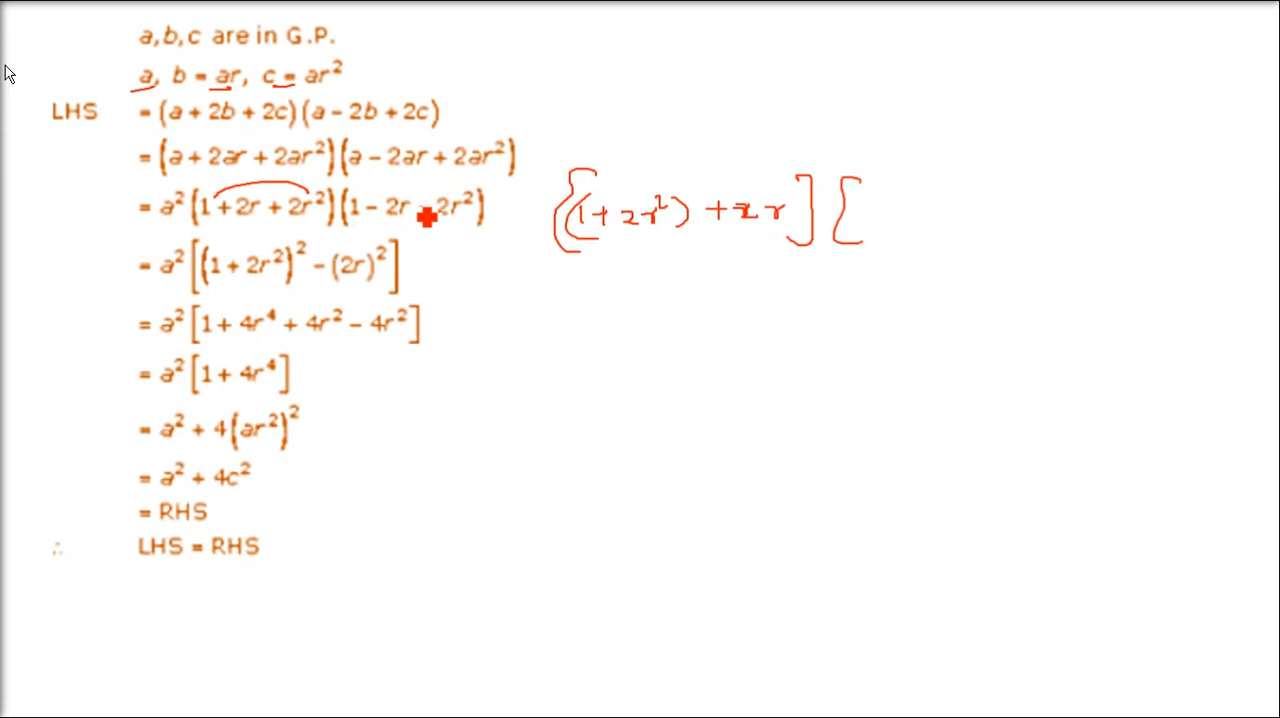 a,b,c are in G.P.
a, b = ar, c = ar²
LHS = (a + 2b + 2c)(a - 2b + 2c)
= (a + 2ar + 2ar²)(a - 2ar + 2ar²)
= a²(1 + 2r + 2r²)(1 - 2r 2r²) [(1+2r²) + 2r] [
= a²[(1 + 2r²)² - (2r)²]
= a²[1 + 4r⁴ + 4r² - 4r²]
= a²[1 + 4r⁴]
= a² + 4(ar²)²
= a² + 4c²
= RHS
∴ LHS = RHS